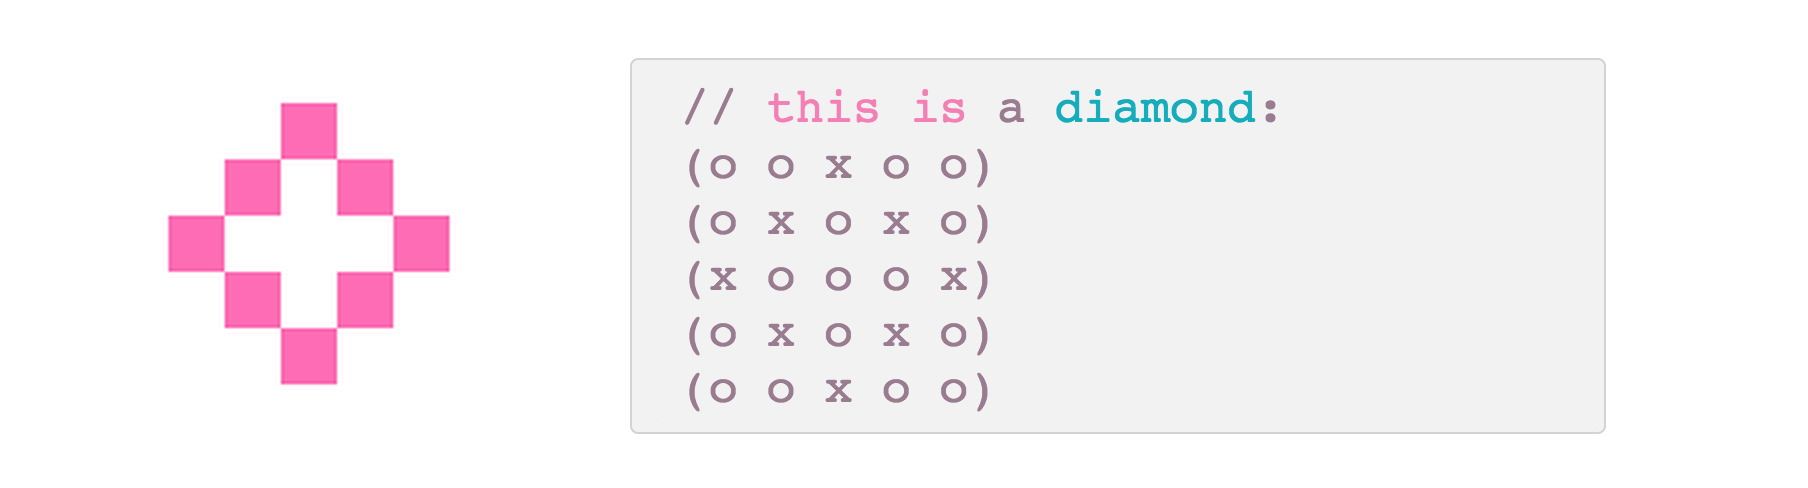 // this is a diamond:
(o o x o o)
(o x o x o)
(x o o o x)
(o x o x o)
(o o x o o)